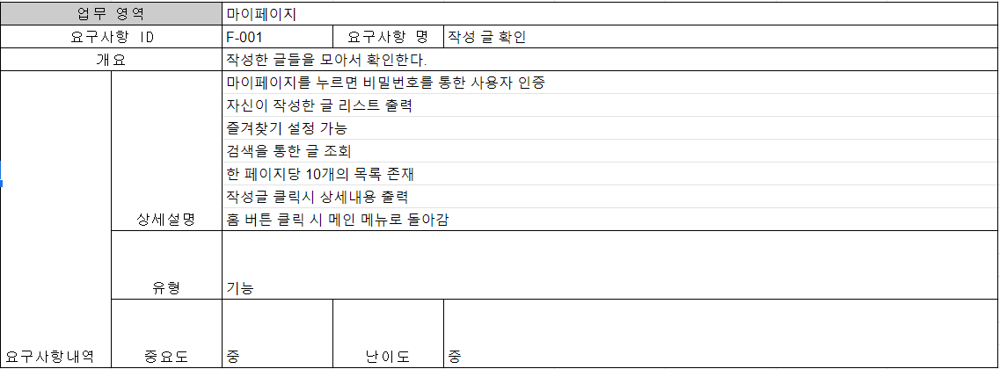 업무 영역 마이페이지
요구사항 ID F-001 요구사항 명 작성 글 확인
개요 작성한 글들을 모아서 확인한다.
마이페이지를 누르면 비밀번호를 통한 사용자 인증
자신이 작성한 글 리스트 출력
즐겨찾기 설정 가능
검색을 통한 글 조회
한 페이지당 10개의 목록 존재
작성글 클릭시 상세내용 출력
상세설명 홈 버튼 클릭 시 메인 메뉴로 돌아감
유형 기능
요구사항내역 중요도 중 난이도 중